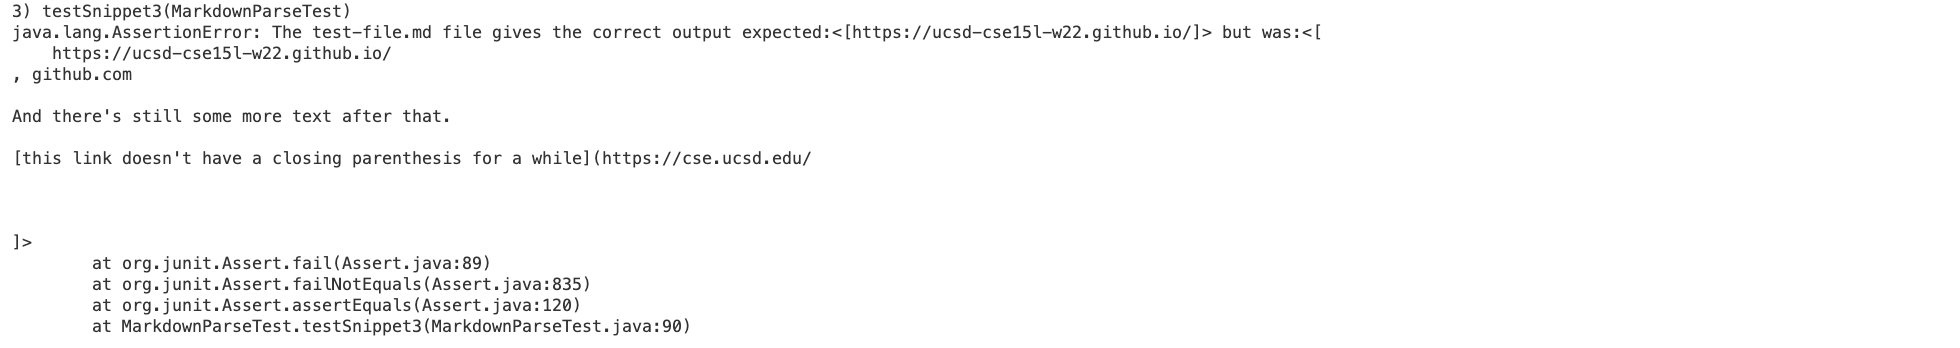 3) testSnippet3(MarkdownParseTest)
java.lang.AssertionError: The test-file.md file gives the correct output expected:<[https://ucsd-cse15l-w22.github.io/]> but was:<[
    https://ucsd-cse15l-w22.github.io/
, github.com

And there's still some more text after that.

[this link doesn't have a closing parenthesis for a while](https://cse.ucsd.edu/



]>
        at org.junit.Assert.fail(Assert.java:89)
        at org.junit.Assert.failNotEquals(Assert.java:835)
        at org.junit.Assert.assertEquals(Assert.java:120)
        at MarkdownParseTest.testSnippet3(MarkdownParseTest.java:90)